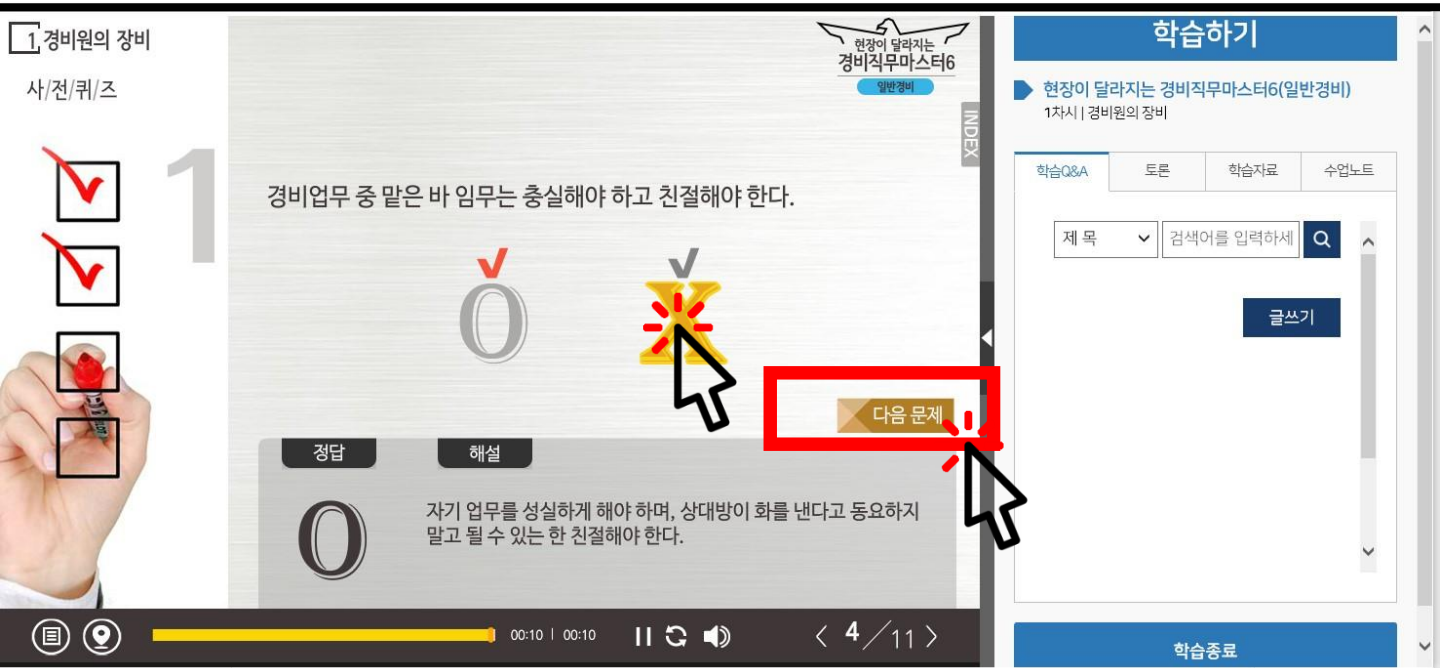 1 경비원의 장비
사/전/퀴/즈
현장이 달라지는
경비직무마스터6
일반경비
INDEX
1
경비업무 중 맡은 바 임무는 충실해야 하고 친절해야 한다.
O X
다음 문제
정답 해설
O
자기 업무를 성실하게 해야 하며, 상대방이 화를 낸다고 동요하지
말고 될 수 있는 한 친절해야 한다.
00:10 | 00:10
4/11
학습하기
현장이 달라지는 경비직무마스터6(일반경비)
1차시 | 경비원의 장비
학습Q&A 토론 학습자료 수업노트
제 목 검색어를 입력하세
글쓰기
학습종료